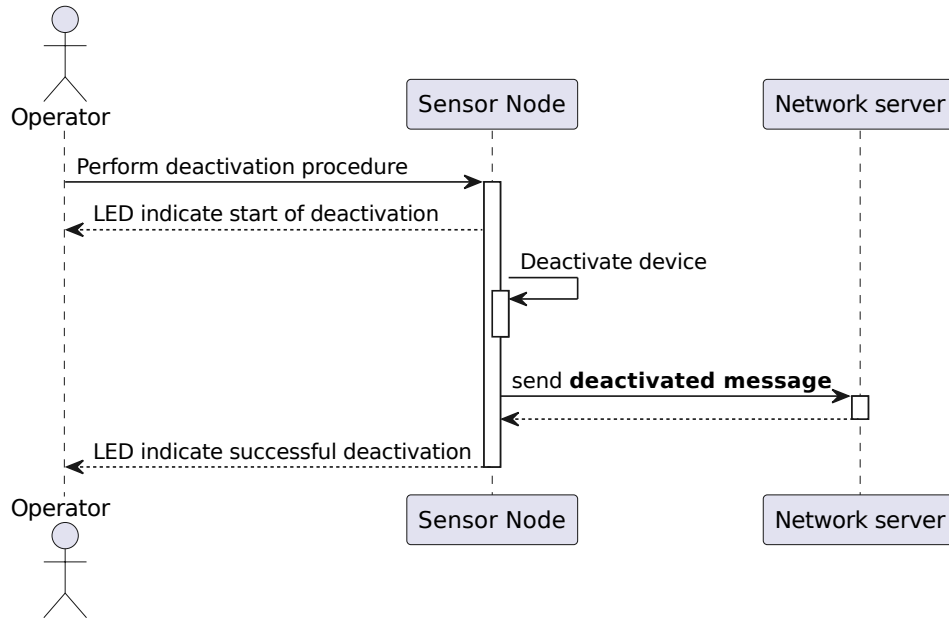 Operator
Sensor Node
Network server
Perform deactivation procedure
LED indicate start of deactivation
Deactivate device
send deactivated message
LED indicate successful deactivation
Operator
Sensor Node
Network server